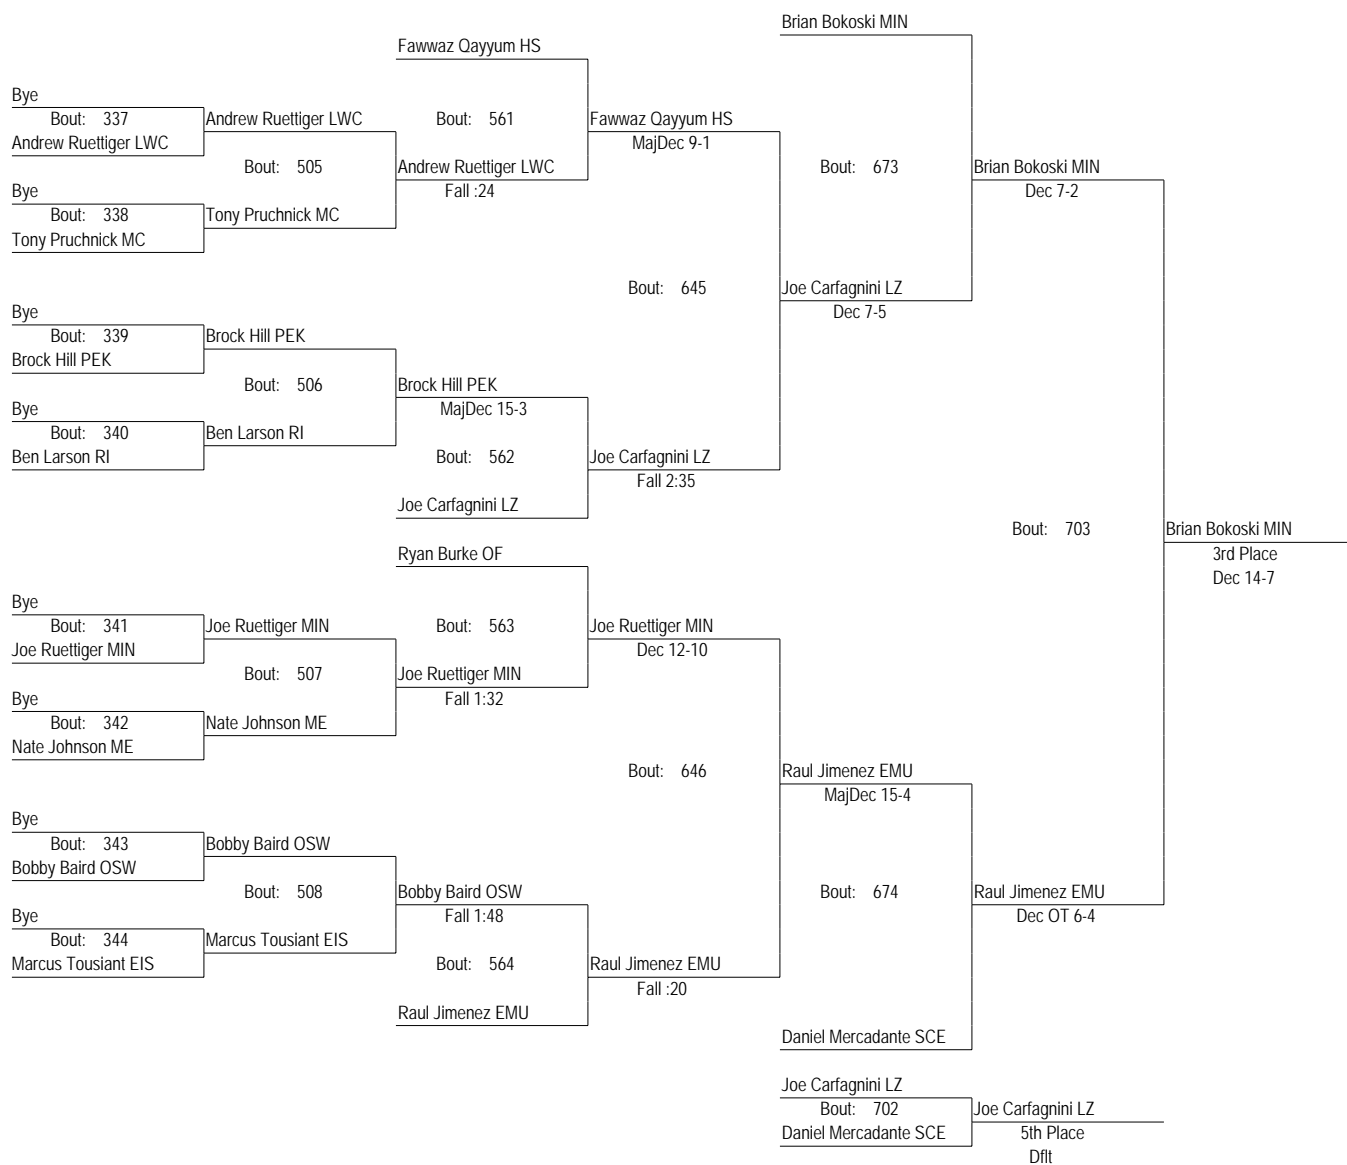 Brian Bokoski MIN
Fawwaz Qayyum HS
Bye
Bout: 337
Andrew Ruettiger LWC
Andrew Ruettiger LWC
Bout: 561
Fawwaz Qayyum HS
MajDec 9-1
Bout: 505
Andrew Ruettiger LWC
Fall :24
Bout: 673
Brian Bokoski MIN
Dec 7-2
Bye
Bout: 338
Tony Pruchnick MC
Tony Pruchnick MC
Bout: 645
Joe Carfagnini LZ
Dec 7-5
Bye
Bout: 339
Brock Hill PEK
Brock Hill PEK
Bout: 506
Brock Hill PEK
MajDec 15-3
Bye
Bout: 340
Ben Larson RI
Ben Larson RI
Bout: 562
Joe Carfagnini LZ
Fall 2:35
Joe Carfagnini LZ
Bout: 703
Brian Bokoski MIN
3rd Place
Dec 14-7
Ryan Burke OF
Bye
Bout: 341
Joe Ruettiger MIN
Joe Ruettiger MIN
Bout: 563
Joe Ruettiger MIN
Dec 12-10
Bout: 507
Joe Ruettiger MIN
Fall 1:32
Bye
Bout: 342
Nate Johnson ME
Nate Johnson ME
Bout: 646
Raul Jimenez EMU
MajDec 15-4
Bye
Bout: 343
Bobby Baird OSW
Bobby Baird OSW
Bout: 508
Bobby Baird OSW
Fall 1:48
Bout: 674
Raul Jimenez EMU
Dec OT 6-4
Bye
Bout: 344
Marcus Tousiant EIS
Marcus Tousiant EIS
Bout: 564
Raul Jimenez EMU
Fall :20
Raul Jimenez EMU
Daniel Mercadante SCE
Joe Carfagnini LZ
Bout: 702
Daniel Mercadante SCE
Joe Carfagnini LZ
5th Place
Dflt